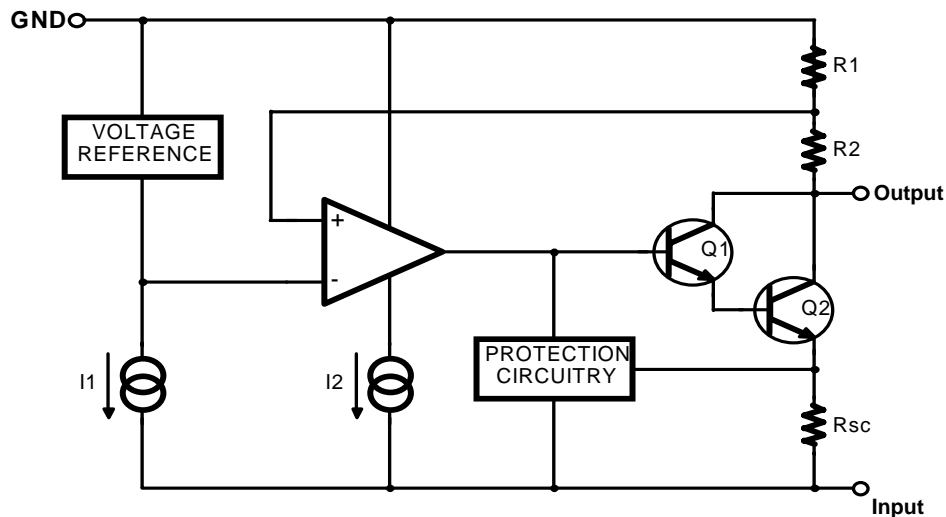 GND
R1
VOLTAGE
REFERENCE
R2
Output
+
-
Q1
Q2
I1
I2
PROTECTION
CIRCUITRY
Rsc
Input